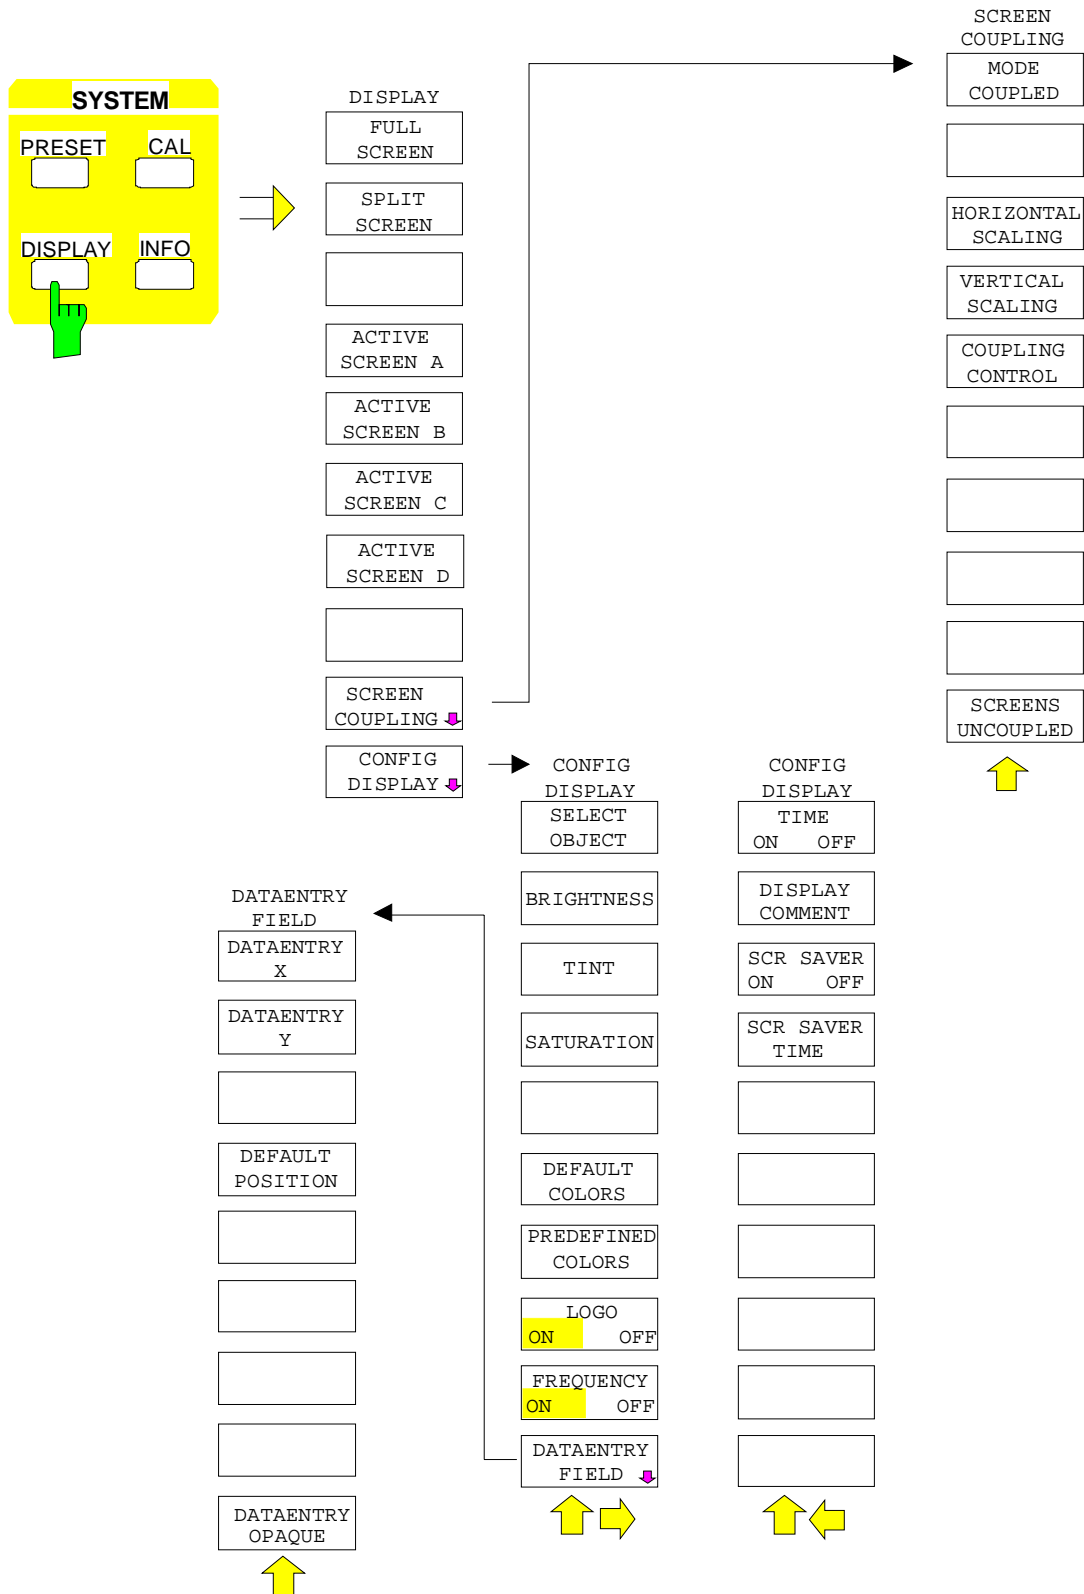 SYSTEM
PRESET CAL
DISPLAY INFO
DISPLAY
FULL
SCREEN
SPLIT
SCREEN
ACTIVE
SCREEN A
ACTIVE
SCREEN B
ACTIVE
SCREEN C
ACTIVE
SCREEN D
SCREEN
COUPLING
CONFIG
DISPLAY
SCREEN
COUPLING
MODE
COUPLED
HORIZONTAL
SCALING
VERTICAL
SCALING
COUPLING
CONTROL
SCREENS
UNCOUPLED
CONFIG
DISPLAY
SELECT
OBJECT
BRIGHTNESS
TINT
SATURATION
DEFAULT
COLORS
PREDEFINED
COLORS
LOGO
ON OFF
FREQUENCY
ON OFF
DATAENTRY
FIELD
CONFIG
DISPLAY
TIME
ON OFF
DISPLAY
COMMENT
SCR SAVER
ON OFF
SCR SAVER
TIME
DATAENTRY
FIELD
DATAENTRY
X
DATAENTRY
Y
DEFAULT
POSITION
DATAENTRY
OPAQUE